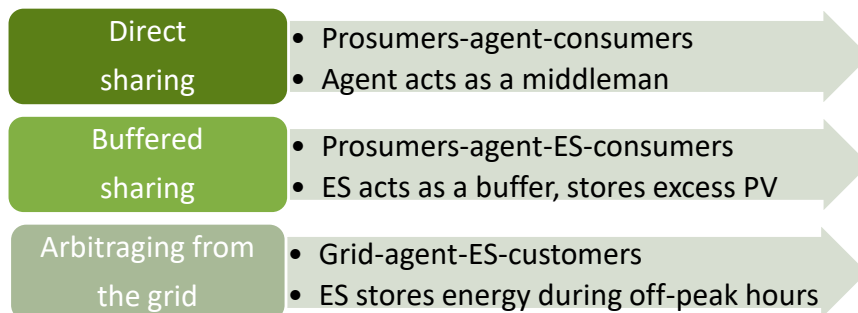 Direct
sharing
• Prosumers-agent-consumers
• Agent acts as a middleman
Buffered
sharing
• Prosumers-agent-ES-consumers
• ES acts as a buffer, stores excess PV
Arbitraging from
the grid
• Grid-agent-ES-customers
• ES stores energy during off-peak hours